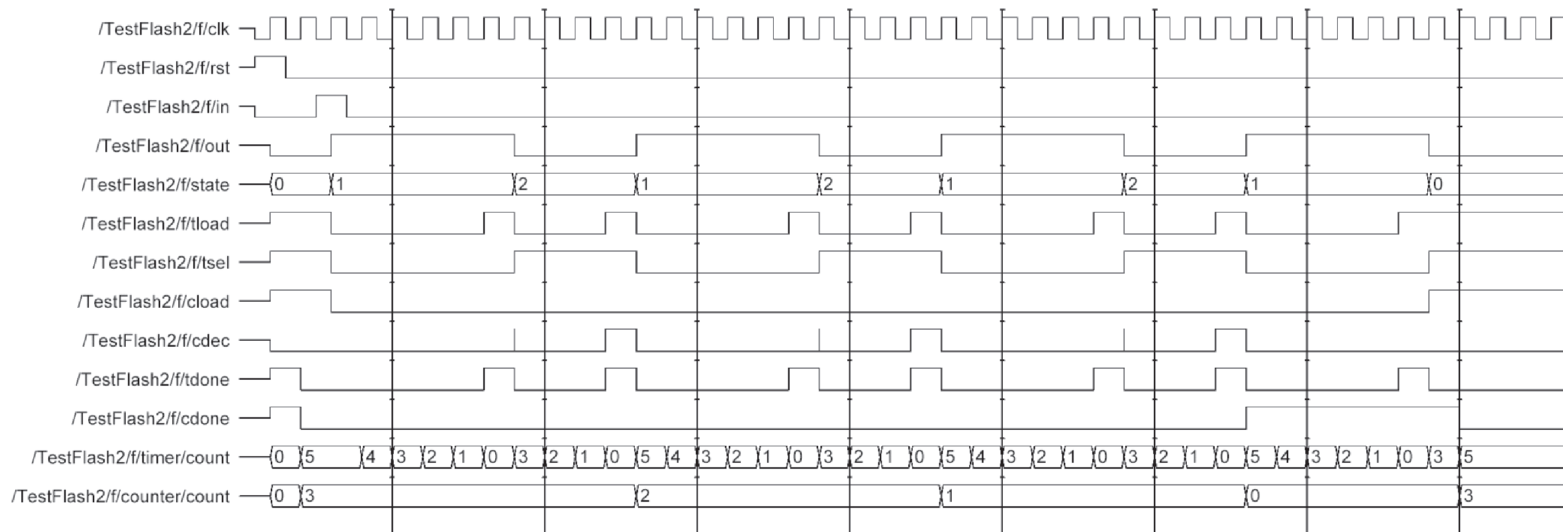 /TestFlash2/f/clk
/TestFlash2/f/rst
/TestFlash2/f/in
/TestFlash2/f/out
/TestFlash2/f/state 0 1 2 1 2 1 2 1 0
/TestFlash2/f/tload
/TestFlash2/f/tsel
/TestFlash2/f/cload
/TestFlash2/f/cdec
/TestFlash2/f/tdone
/TestFlash2/f/cdone
/TestFlash2/f/timer/count 0 5 4 3 2 1 0 3 2 1 0 5 4 3 2 1 0 3 2 1 0 5 4 3 2 1 0 3 2 1 0 5 4 3 2 1 0 3 5
/TestFlash2/f/counter/count 0 3 2 1 0 3